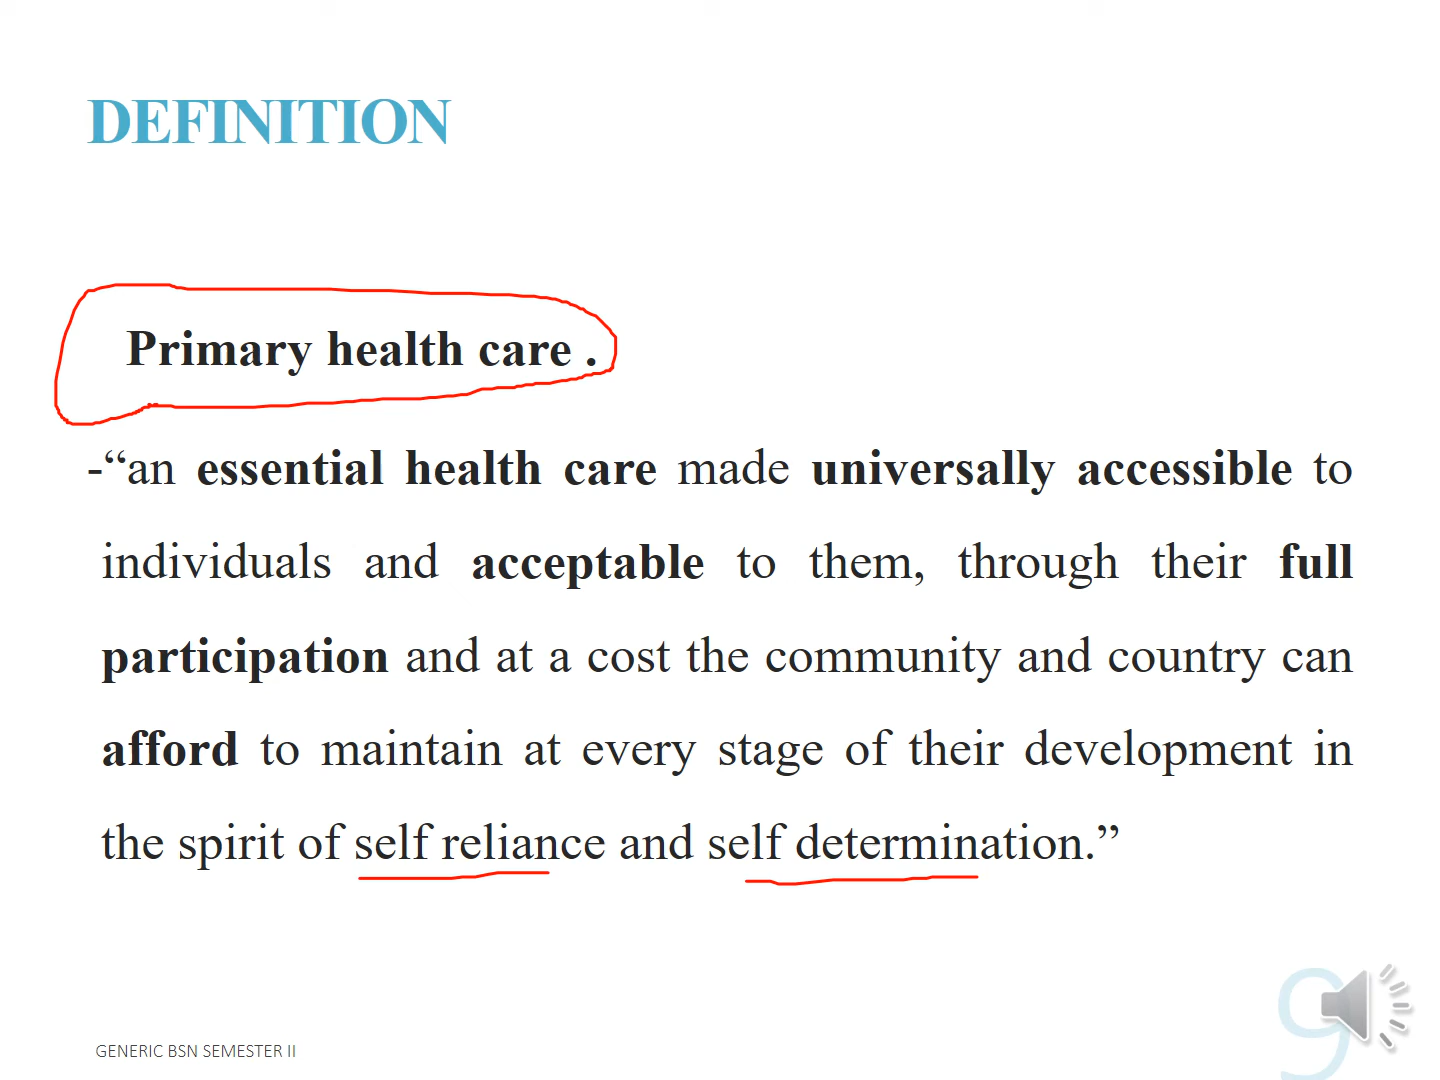 DEFINITION
Primary health care .
-“an essential health care made universally accessible to
individuals and acceptable to them, through their full
participation and at a cost the community and country can
afford to maintain at every stage of their development in
the spirit of self reliance and self determination.”
9
GENERIC BSN SEMESTER II